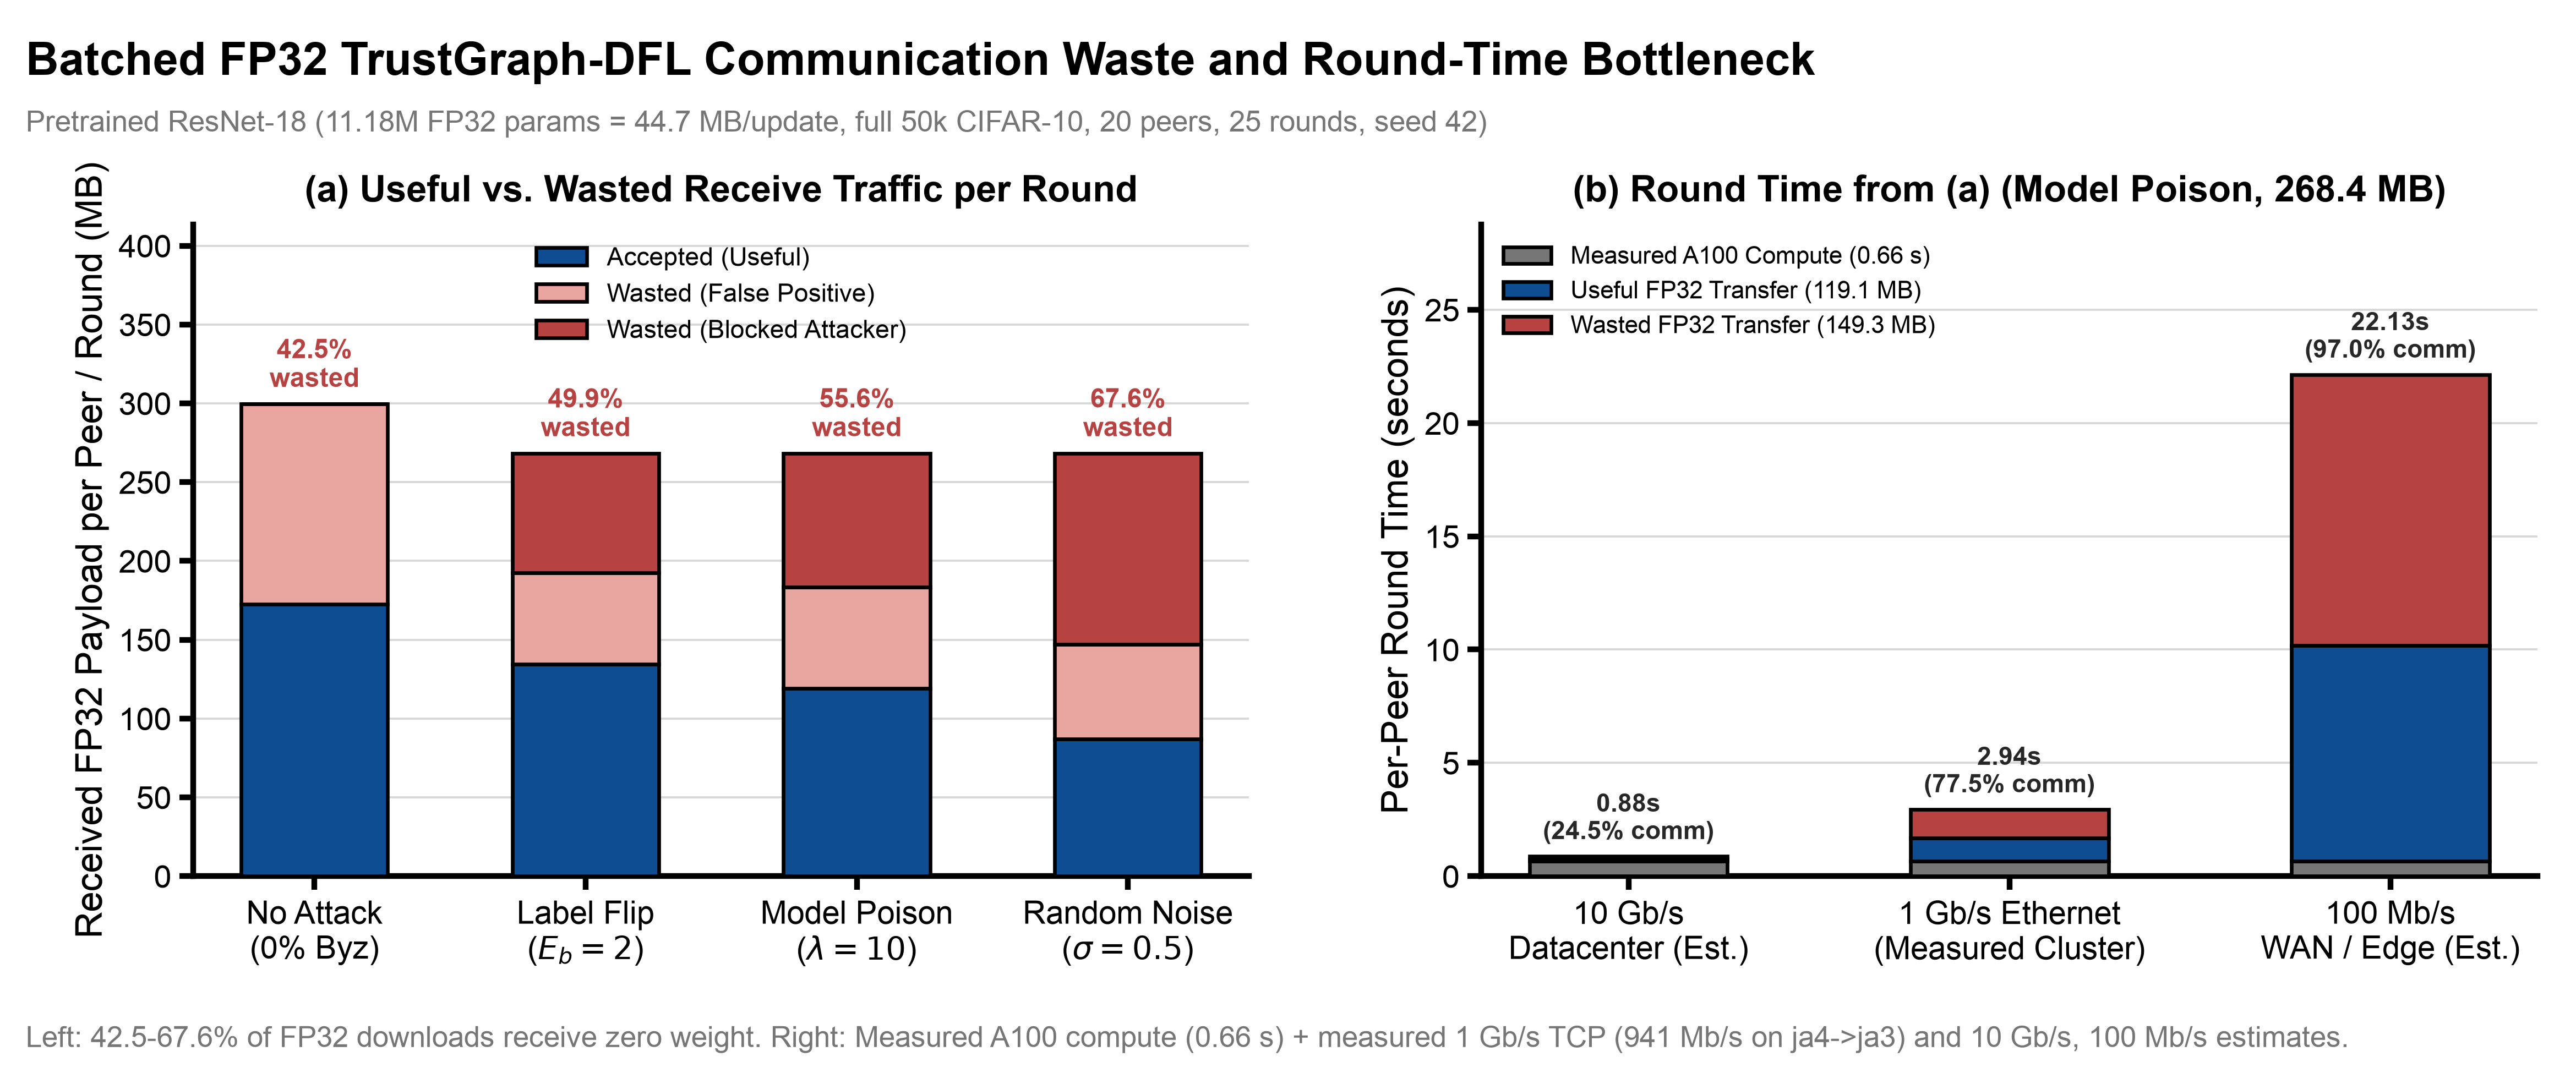 Batched FP32 TrustGraph-DFL Communication Waste and Round-Time Bottleneck
Pretrained ResNet-18 (11.18M FP32 params = 44.7 MB/update, full 50k CIFAR-10, 20 peers, 25 rounds, seed 42)
(a) Useful vs. Wasted Receive Traffic per Round
Received FP32 Payload per Peer / Round (MB)
400
350
300
250
200
150
100
50
0
Accepted (Useful)
Wasted (False Positive)
Wasted (Blocked Attacker)
42.5%
wasted
49.9%
wasted
55.6%
wasted
67.6%
wasted
No Attack
(0% Byz)
Label Flip
(E_b = 2)
Model Poison
(λ = 10)
Random Noise
(σ = 0.5)
(b) Round Time from (a) (Model Poison, 268.4 MB)
Per-Peer Round Time (seconds)
25
20
15
10
5
0
Measured A100 Compute (0.66 s)
Useful FP32 Transfer (119.1 MB)
Wasted FP32 Transfer (149.3 MB)
0.88s
(24.5% comm)
2.94s
(77.5% comm)
22.13s
(97.0% comm)
10 Gb/s
Datacenter (Est.)
1 Gb/s Ethernet
(Measured Cluster)
100 Mb/s
WAN / Edge (Est.)
Left: 42.5-67.6% of FP32 downloads receive zero weight. Right: Measured A100 compute (0.66 s) + measured 1 Gb/s TCP (941 Mb/s on ja4->ja3) and 10 Gb/s, 100 Mb/s estimates.